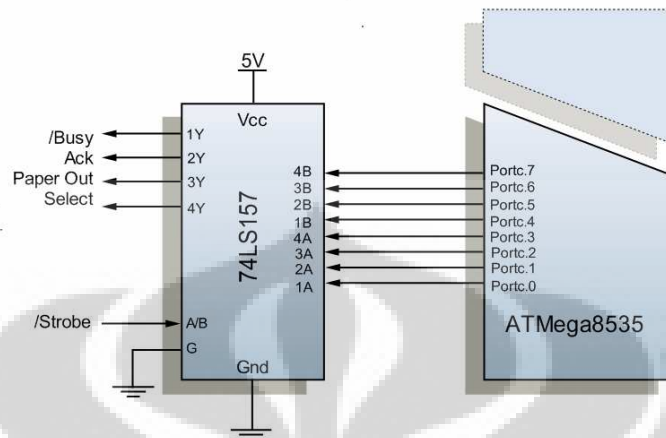 5V
Vcc
/Busy
1Y
Ack
2Y
Paper Out
3Y
Select
4Y
4B
3B
2B
1B
4A
3A
2A
1A
74LS157
/Strobe
A/B
G
Gnd
Portc.7
Portc.6
Portc.5
Portc.4
Portc.3
Portc.2
Portc.1
Portc.0
ATMega8535